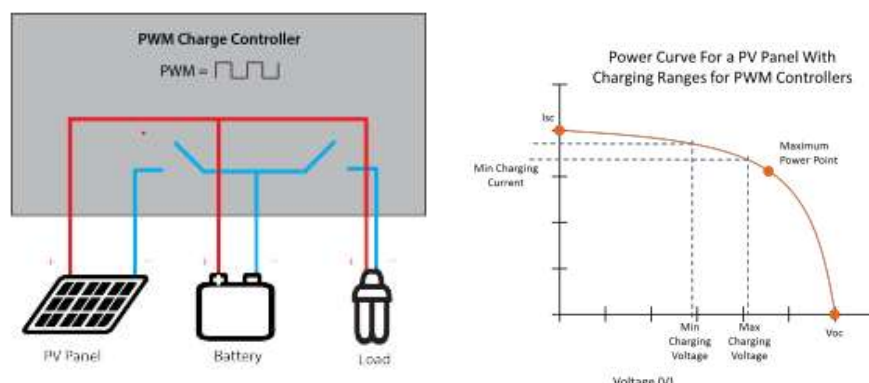 PWM Charge Controller
PWM =
+
-
+
-
+
-
PV Panel
Battery
Load
Power Curve For a PV Panel With
Charging Ranges for PWM Controllers
Isc
Min Charging
Current
Maximum
Power Point
Min
Charging
Voltage
Max
Charging
Voltage
Voc
Voltage (V)